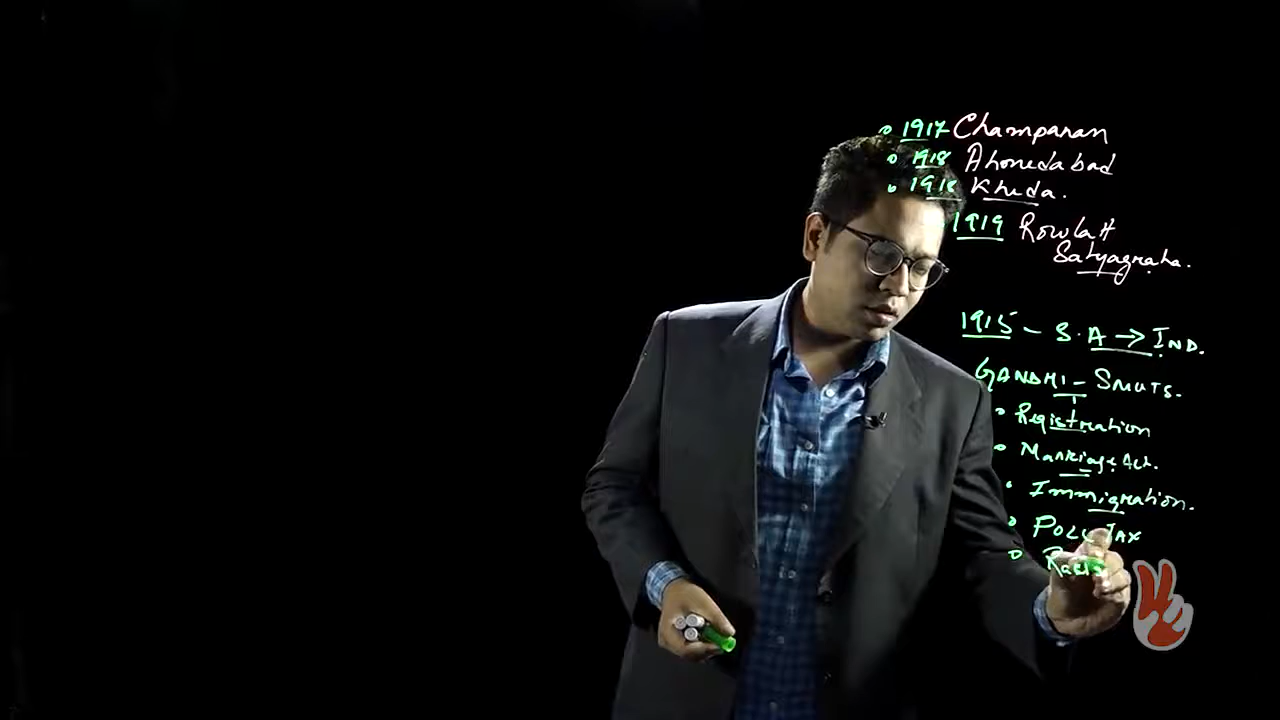 1917 Champaran
1918 Ahmedabad
1918 Kheda.
1919 Rowlatt
Satyagraha.
1915 - S.A → IND.
GANDHI - SMUTS.
Registration
Marriage Act.
Immigration.
POLL TAX